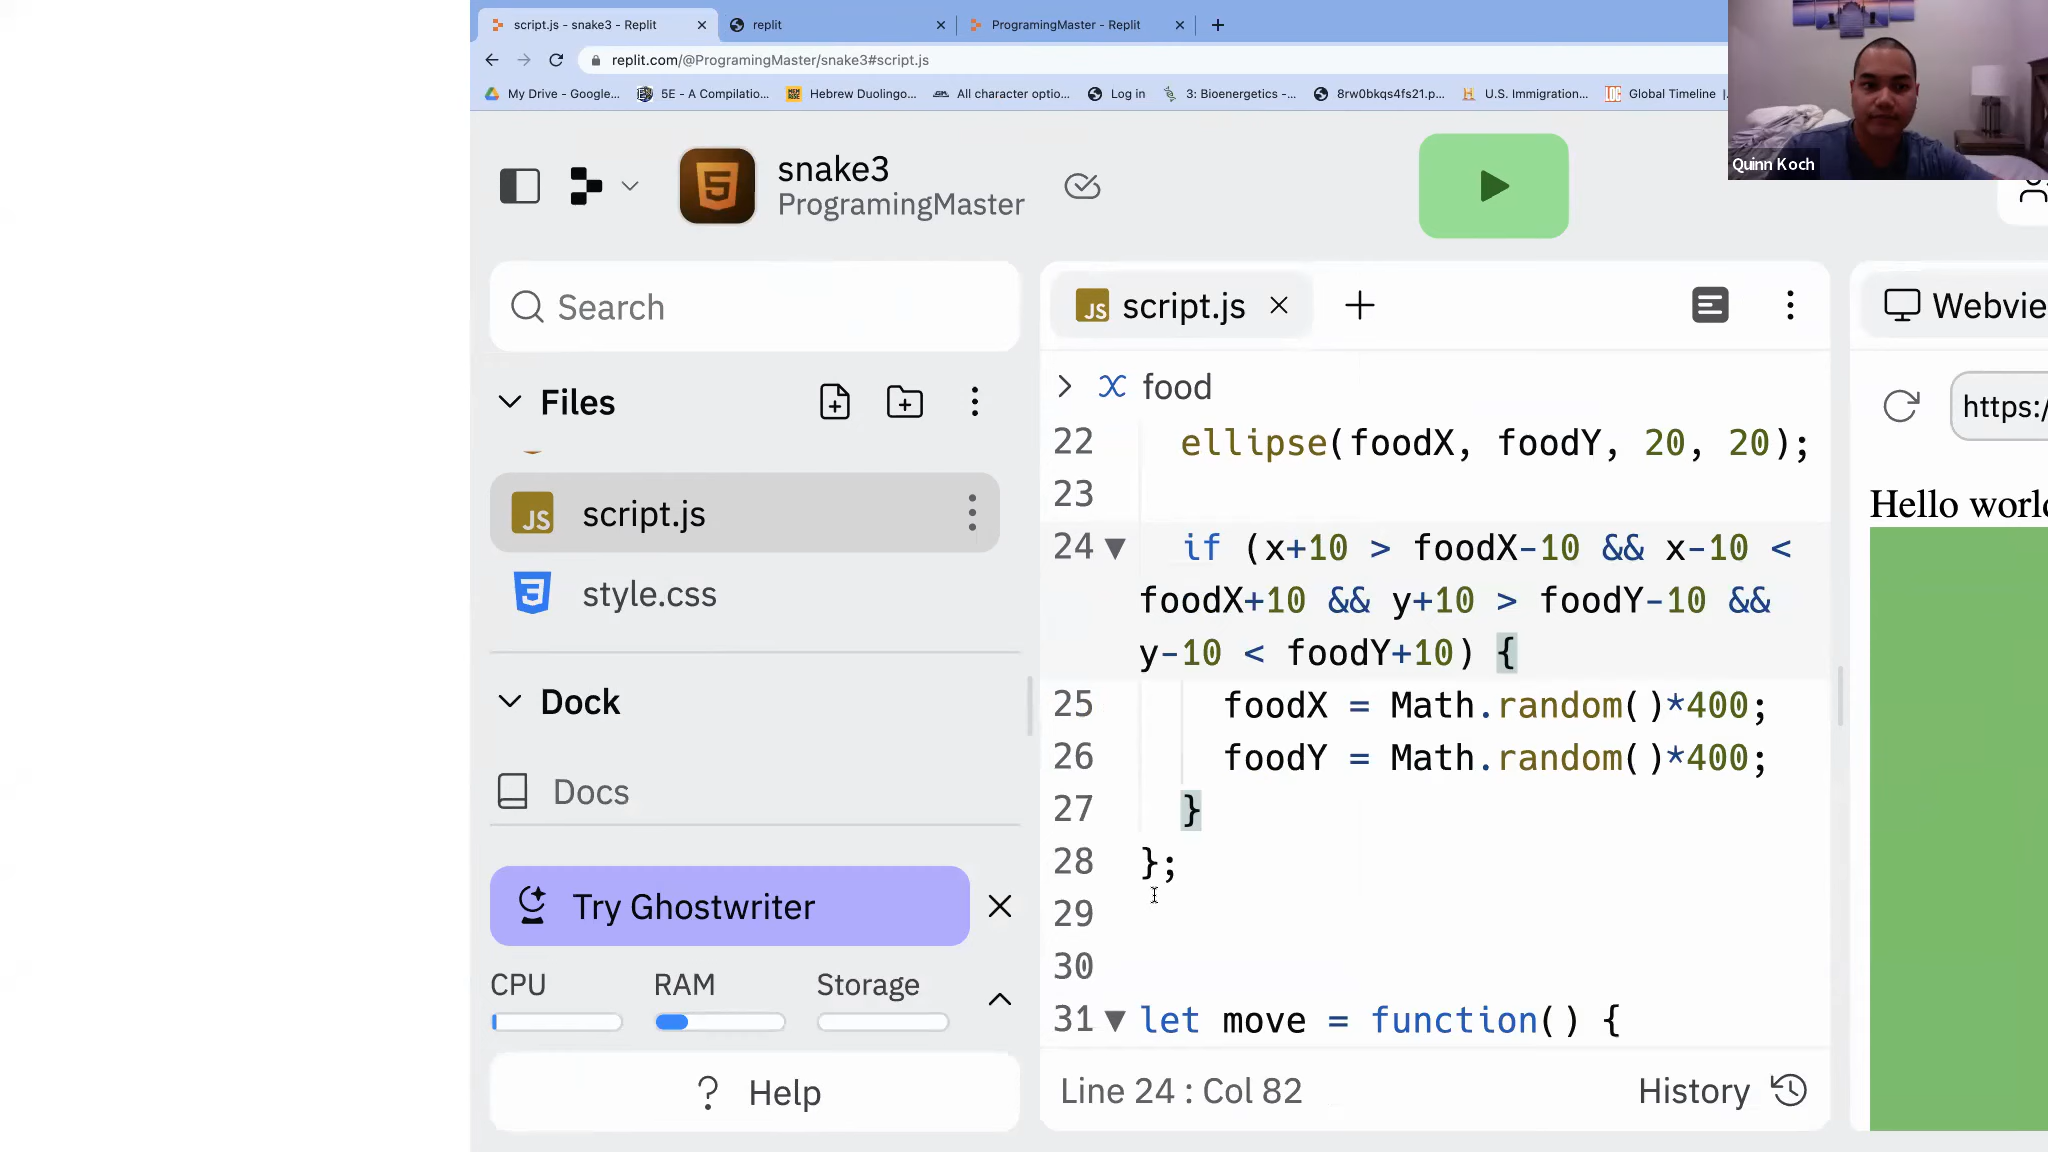 script.js - snake3 - Replit
replit
ProgramingMaster - Replit
replit.com/@ProgramingMaster/snake3#script.js
My Drive - Google...
5E - A Compilatio...
Hebrew Duolingo...
All character optio...
Log in
3: Bioenergetics -...
8rw0bkqs4fs21.p...
U.S. Immigration...
Global Timeline |.
Quinn Koch
snake3
ProgramingMaster
Search
Files
script.js
style.css
Dock
Docs
Try Ghostwriter
CPU RAM Storage
Help
script.js
food
22 ellipse(foodX, foodY, 20, 20);
23
24 if (x+10 > foodX-10 && x-10 <
foodX+10 && y+10 > foodY-10 &&
y-10 < foodY+10) {
25 foodX = Math.random()*400;
26 foodY = Math.random()*400;
27 }
28 };
29
30
31 let move = function() {
Line 24 : Col 82
History
Webvie
https:/
Hello world